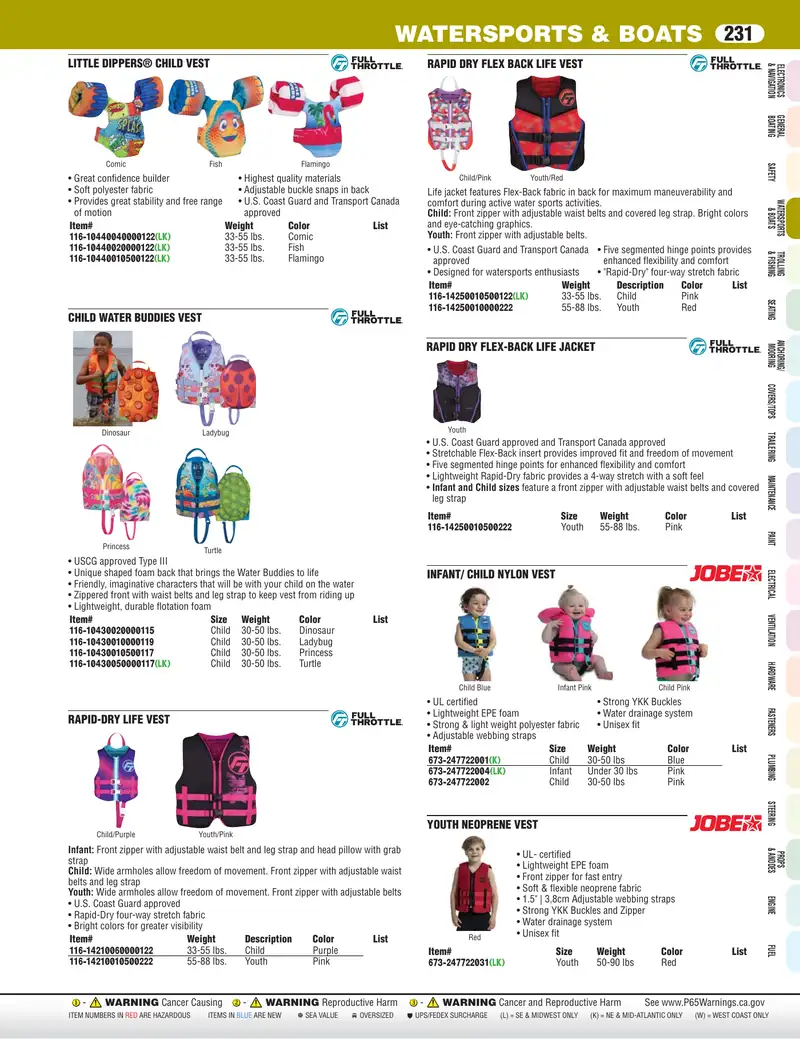 WATERSPORTS & BOATS 231
LITTLE DIPPERS® CHILD VEST
FULL THROTTLE
Comic
Fish
Flamingo
• Great confidence builder
• Soft polyester fabric
• Provides great stability and free range
of motion
• Highest quality materials
• Adjustable buckle snaps in back
• U.S. Coast Guard and Transport Canada
approved
Item# Weight Color List
116-10440040000122(LK) 33-55 lbs. Comic
116-10440020000122(LK) 33-55 lbs. Fish
116-10440010500122(LK) 33-55 lbs. Flamingo
CHILD WATER BUDDIES VEST
FULL THROTTLE
Dinosaur
Ladybug
Princess
Turtle
• USCG approved Type III
• Unique shaped foam back that brings the Water Buddies to life
• Friendly, imaginative characters that will be with your child on the water
• Zippered front with waist belts and leg strap to keep vest from riding up
• Lightweight, durable flotation foam
Item# Size Weight Color List
116-10430020000115 Child 30-50 lbs. Dinosaur
116-10430010000119 Child 30-50 lbs. Ladybug
116-10430010500117 Child 30-50 lbs. Princess
116-10430050000117(LK) Child 30-50 lbs. Turtle
RAPID-DRY LIFE VEST
FULL THROTTLE
Child/Purple
Youth/Pink
Infant: Front zipper with adjustable waist belt and leg strap and head pillow with grab
strap
Child: Wide armholes allow freedom of movement. Front zipper with adjustable waist
belts and leg strap
Youth: Wide armholes allow freedom of movement. Front zipper with adjustable belts
• U.S. Coast Guard approved
• Rapid-Dry four-way stretch fabric
• Bright colors for greater visibility
Item# Weight Description Color List
116-14210060000122 33-55 lbs. Child Purple
116-14210010500222 55-88 lbs. Youth Pink
RAPID DRY FLEX BACK LIFE VEST
FULL THROTTLE
Child/Pink
Youth/Red
Life jacket features Flex-Back fabric in back for maximum maneuverability and
comfort during active water sports activities.
Child: Front zipper with adjustable waist belts and covered leg strap. Bright colors
and eye-catching graphics.
Youth: Front zipper with adjustable belts.
• U.S. Coast Guard and Transport Canada
approved
• Designed for watersports enthusiasts
• Five segmented hinge points provides
enhanced flexibility and comfort
• "Rapid-Dry" four-way stretch fabric
Item# Weight Description Color List
116-14250010500122(LK) 33-55 lbs. Child Pink
116-14250010000222 55-88 lbs. Youth Red
RAPID DRY FLEX-BACK LIFE JACKET
FULL THROTTLE
Youth
• U.S. Coast Guard approved and Transport Canada approved
• Stretchable Flex-Back insert provides improved fit and freedom of movement
• Five segmented hinge points for enhanced flexibility and comfort
• Lightweight Rapid-Dry fabric provides a 4-way stretch with a soft feel
• Infant and Child sizes feature a front zipper with adjustable waist belts and covered
leg strap
Item# Size Weight Color List
116-14250010500222 Youth 55-88 lbs. Pink
INFANT/ CHILD NYLON VEST
JOBE
Child Blue
Infant Pink
Child Pink
• UL certified
• Lightweight EPE foam
• Strong & light weight polyester fabric
• Adjustable webbing straps
• Strong YKK Buckles
• Water drainage system
• Unisex fit
Item# Size Weight Color List
673-247722001(K) Child 30-50 lbs Blue
673-247722004(LK) Infant Under 30 lbs Pink
673-247722002 Child 30-50 lbs Pink
YOUTH NEOPRENE VEST
JOBE
Red
• UL- certified
• Lightweight EPE foam
• Front zipper for fast entry
• Soft & flexible neoprene fabric
• 1.5" | 3,8cm Adjustable webbing straps
• Strong YKK Buckles and Zipper
• Water drainage system
• Unisex fit
Item# Size Weight Color List
673-247722031(LK) Youth 50-90 lbs Red
ELECTRONICS
& NAVIGATION
GENERAL
BOATING
SAFETY
WATERSPORTS
& BOATS
TROLLING
& FISHING
SEATING
ANCHORING/
MOORING
COVERS/TOPS
TRAILERING
MAINTENANCE
PAINT
ELECTRICAL
VENTILATION
HARDWARE
FASTENERS
PLUMBING
STEERING
PROPS
& ANODES
ENGINE
FUEL
1 - WARNING Cancer Causing 2 - WARNING Reproductive Harm 3 - WARNING Cancer and Reproductive Harm See www.P65Warnings.ca.gov
ITEM NUMBERS IN RED ARE HAZARDOUS ITEMS IN BLUE ARE NEW SEA VALUE OVERSIZED UPS/FEDEX SURCHARGE (L) = SE & MIDWEST ONLY (K) = NE & MID-ATLANTIC ONLY (W) = WEST COAST ONLY